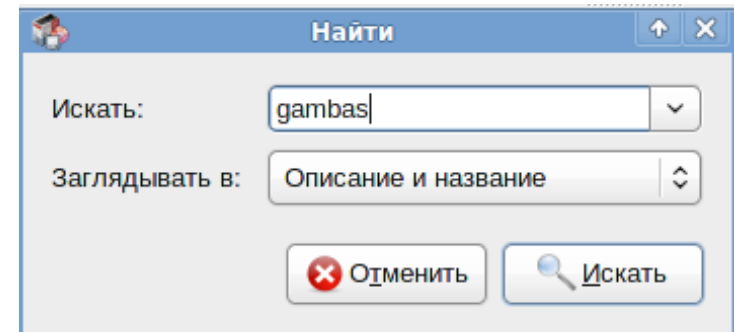 Найти
Искать: gambas
Заглядывать в: Описание и название
Отменить Искать